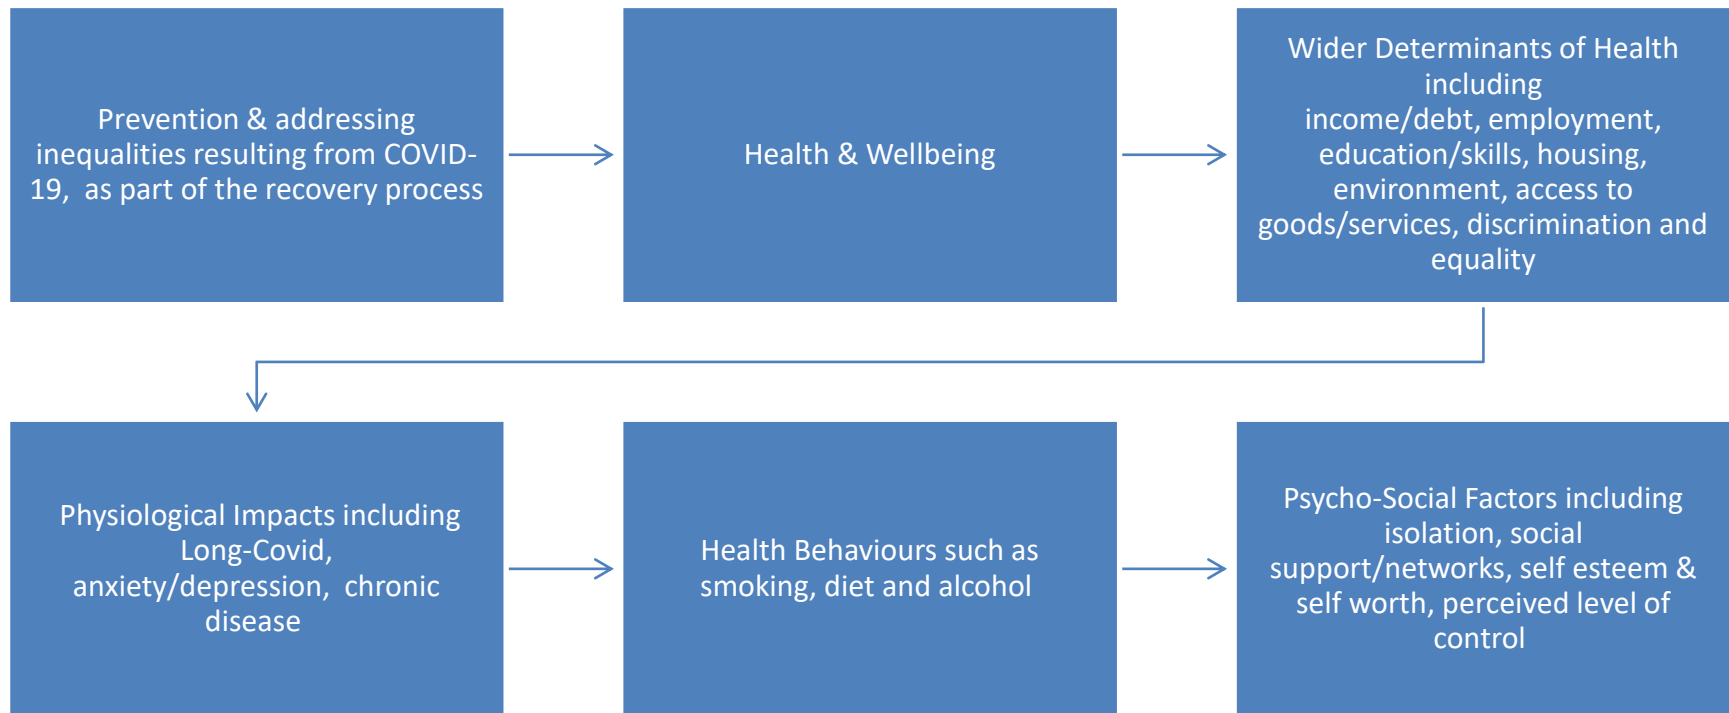 Prevention & addressing
inequalities resulting from COVID-
19,  as part of the recovery process
Health & Wellbeing
Wider Determinants of Health
including
income/debt, employment,
education/skills, housing,
environment, access to
goods/services, discrimination and
equality
Physiological Impacts including
Long-Covid,
anxiety/depression,  chronic
disease
Health Behaviours such as
smoking, diet and alcohol
Psycho-Social Factors including
isolation, social
support/networks, self esteem &
self worth, perceived level of
control